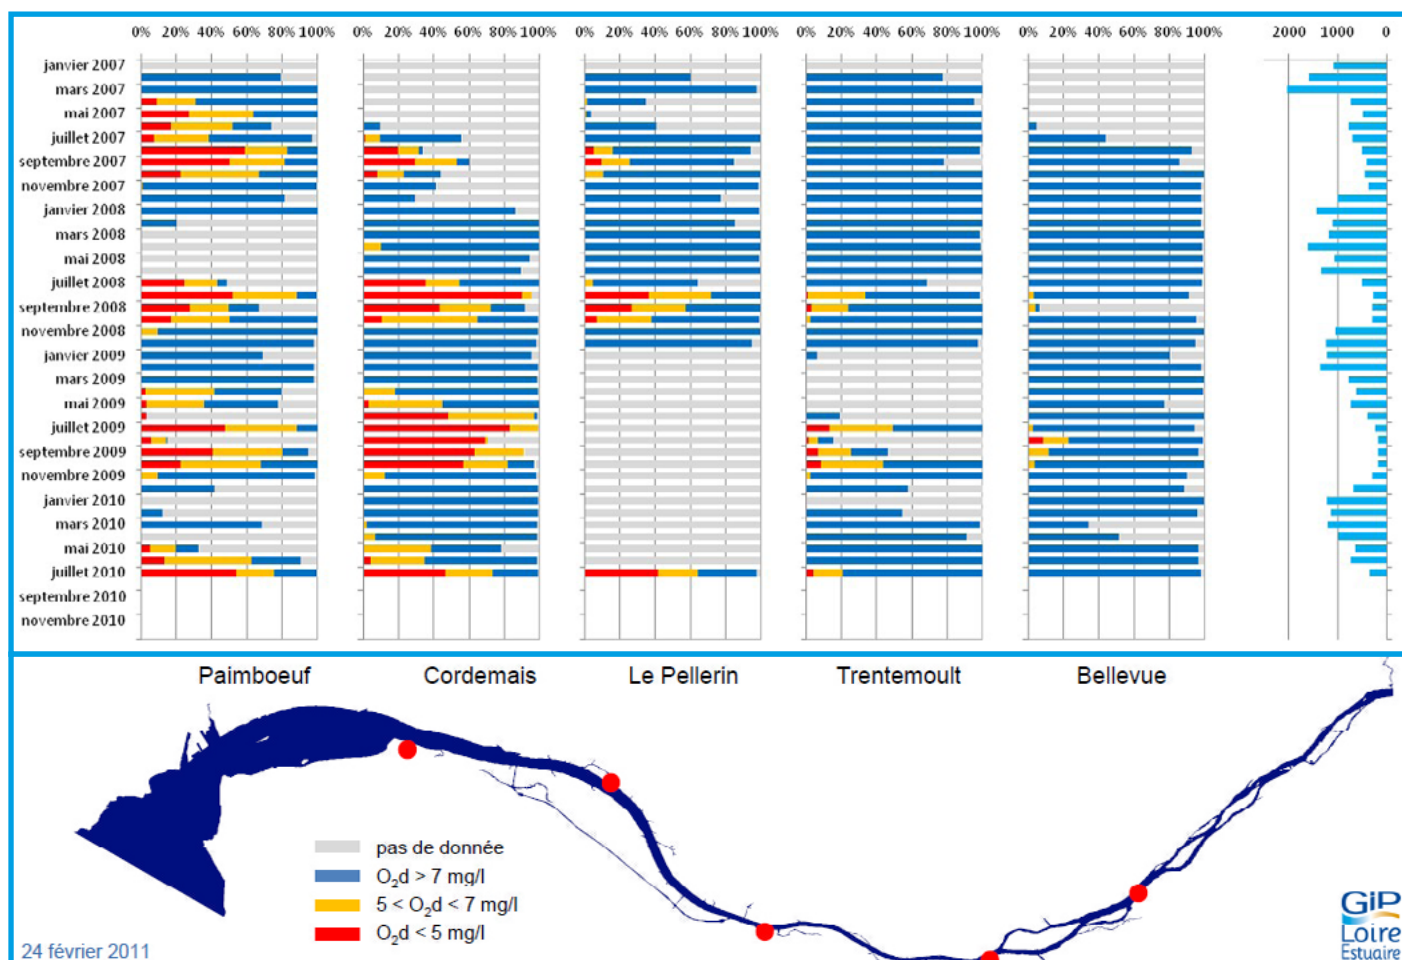 0% 20% 40% 60% 80% 100% 0% 20% 40% 60% 80% 100% 0% 20% 40% 60% 80% 100% 0% 20% 40% 60% 80% 100% 0% 20% 40% 60% 80% 100% 2000 1000 0
janvier 2007
mars 2007
mai 2007
juillet 2007
septembre 2007
novembre 2007
janvier 2008
mars 2008
mai 2008
juillet 2008
septembre 2008
novembre 2008
janvier 2009
mars 2009
mai 2009
juillet 2009
septembre 2009
novembre 2009
janvier 2010
mars 2010
mai 2010
juillet 2010
septembre 2010
novembre 2010
Paimboeuf Cordemais Le Pellerin Trentemoult Bellevue
pas de donnée
O₂d > 7 mg/l
5 < O₂d < 7 mg/l
O₂d < 5 mg/l
24 février 2011
GiP
Loire
Estuaire